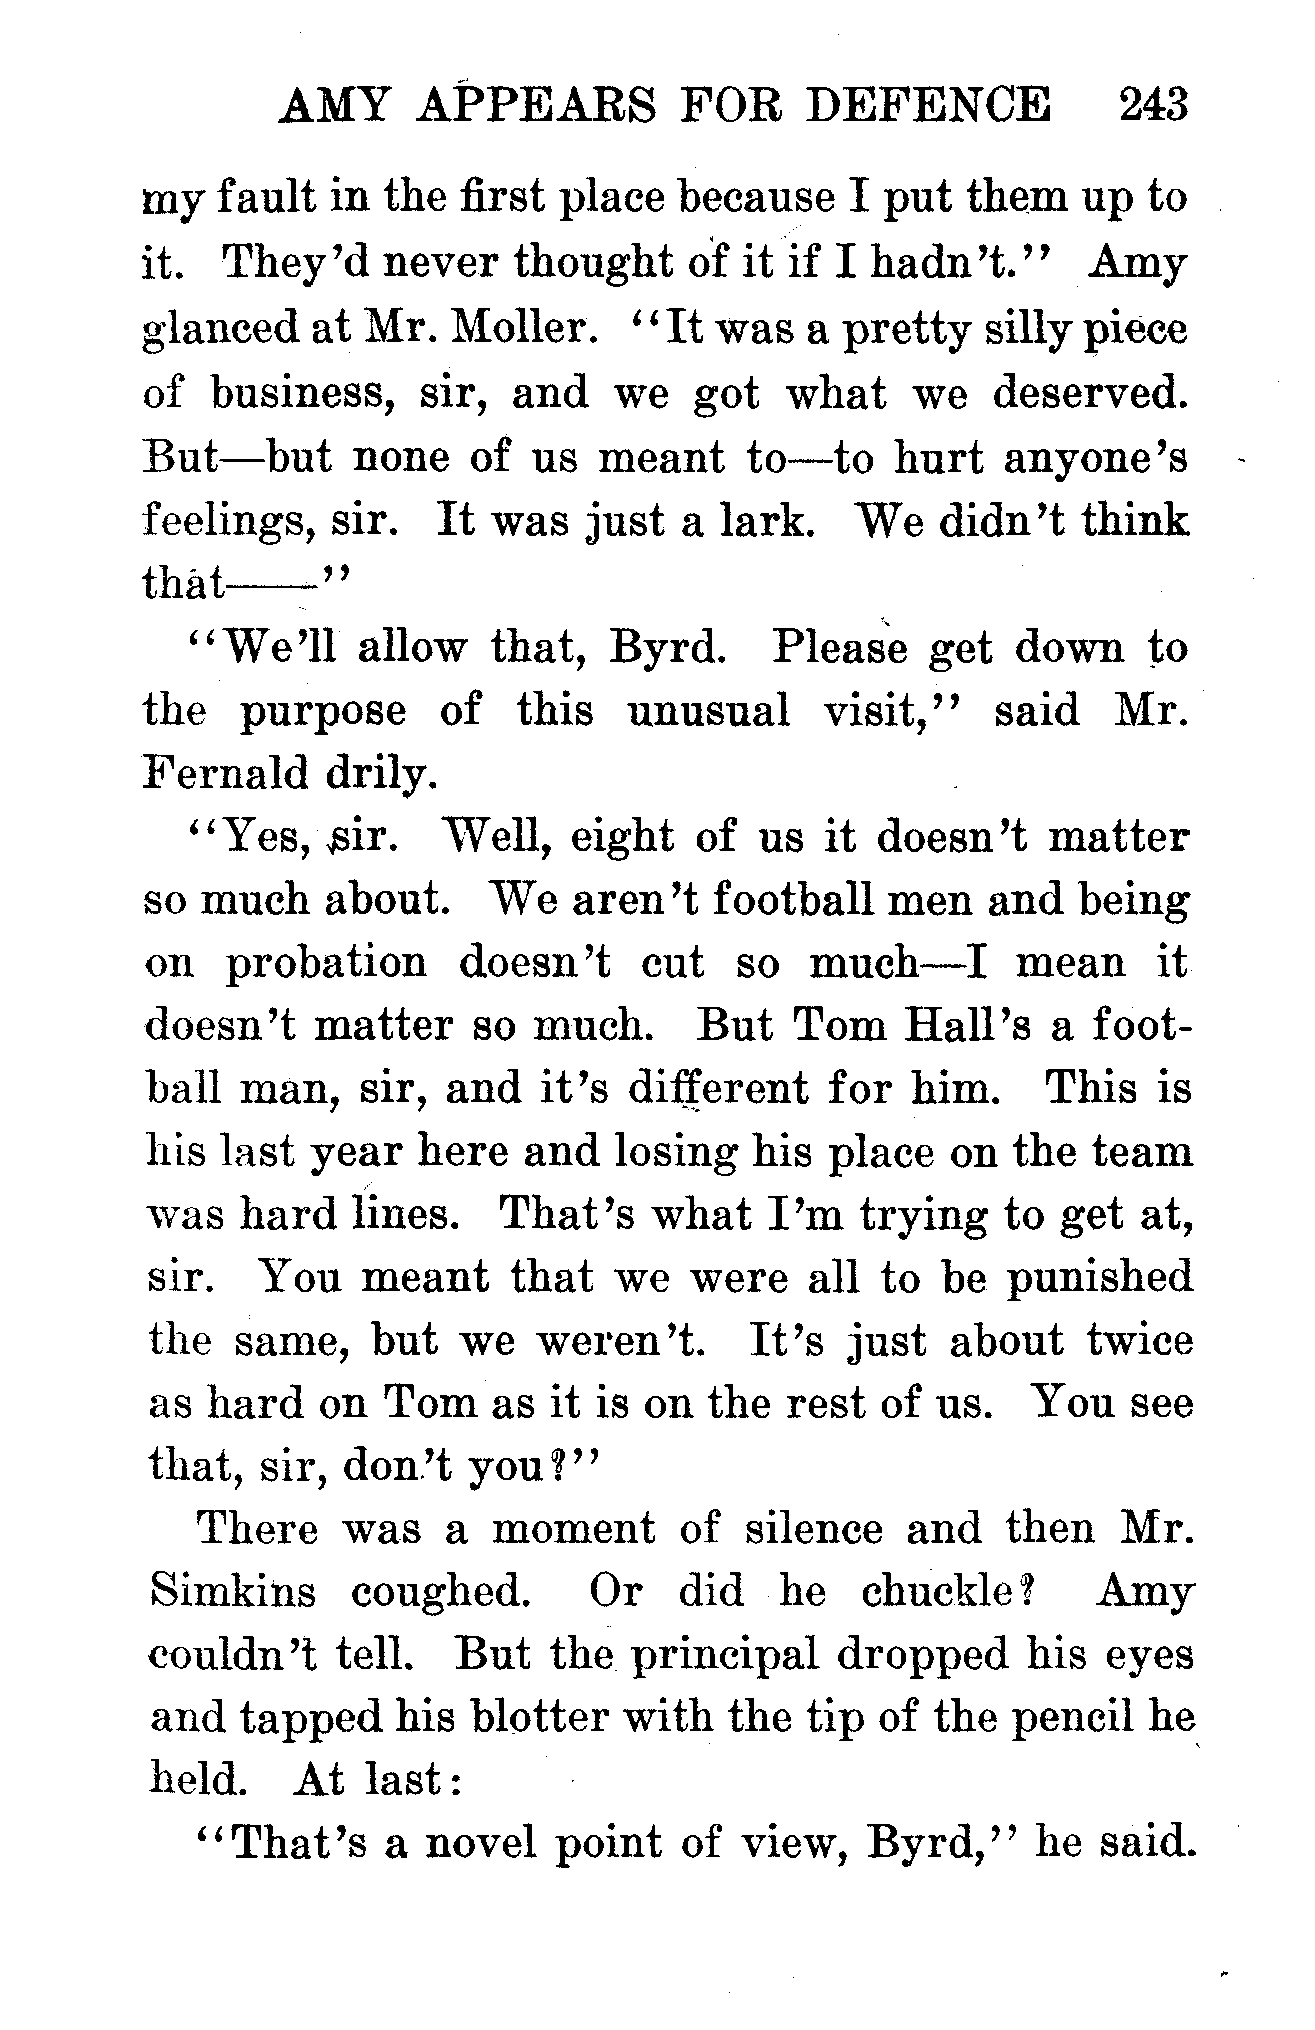 AMY APPEARS FOR DEFENCE 243
my fault in the first place because I put them up to
it. They'd never thought of it if I hadn't." Amy
glanced at Mr. Moller. "It was a pretty silly piece
of business, sir, and we got what we deserved.
But—but none of us meant to—to hurt anyone's
feelings, sir. It was just a lark. We didn't think
that——"
"We'll allow that, Byrd. Please get down to
the purpose of this unusual visit," said Mr.
Fernald drily.
"Yes, sir. Well, eight of us it doesn't matter
so much about. We aren't football men and being
on probation doesn't cut so much—I mean it
doesn't matter so much. But Tom Hall's a foot-
ball man, sir, and it's different for him. This is
his last year here and losing his place on the team
was hard lines. That's what I'm trying to get at,
sir. You meant that we were all to be punished
the same, but we weren't. It's just about twice
as hard on Tom as it is on the rest of us. You see
that, sir, don't you?"
There was a moment of silence and then Mr.
Simkins coughed. Or did he chuckle? Amy
couldn't tell. But the principal dropped his eyes
and tapped his blotter with the tip of the pencil he
held. At last:
"That's a novel point of view, Byrd," he said.